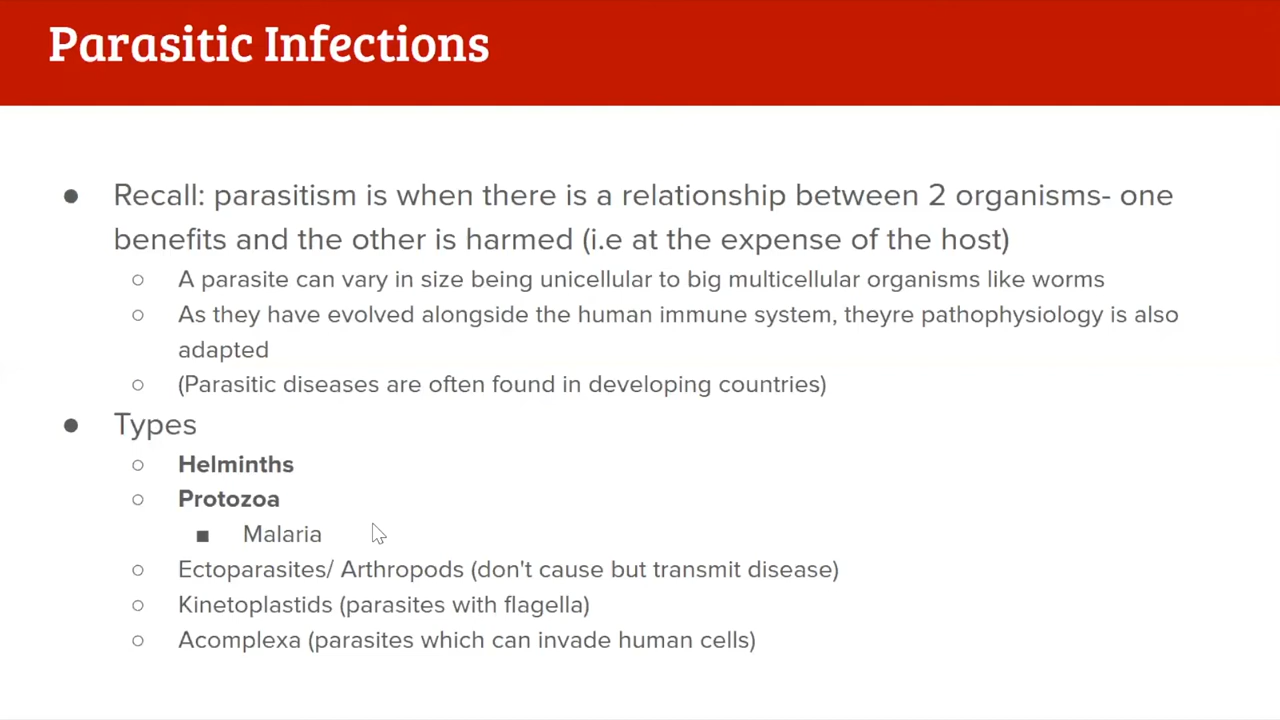 Parasitic Infections
● Recall: parasitism is when there is a relationship between 2 organisms- one
benefits and the other is harmed (i.e at the expense of the host)
○ A parasite can vary in size being unicellular to big multicellular organisms like worms
○ As they have evolved alongside the human immune system, theyre pathophysiology is also
adapted
○ (Parasitic diseases are often found in developing countries)
● Types
○ Helminths
○ Protozoa
■ Malaria
○ Ectoparasites/ Arthropods (don't cause but transmit disease)
○ Kinetoplastids (parasites with flagella)
○ Acomplexa (parasites which can invade human cells)